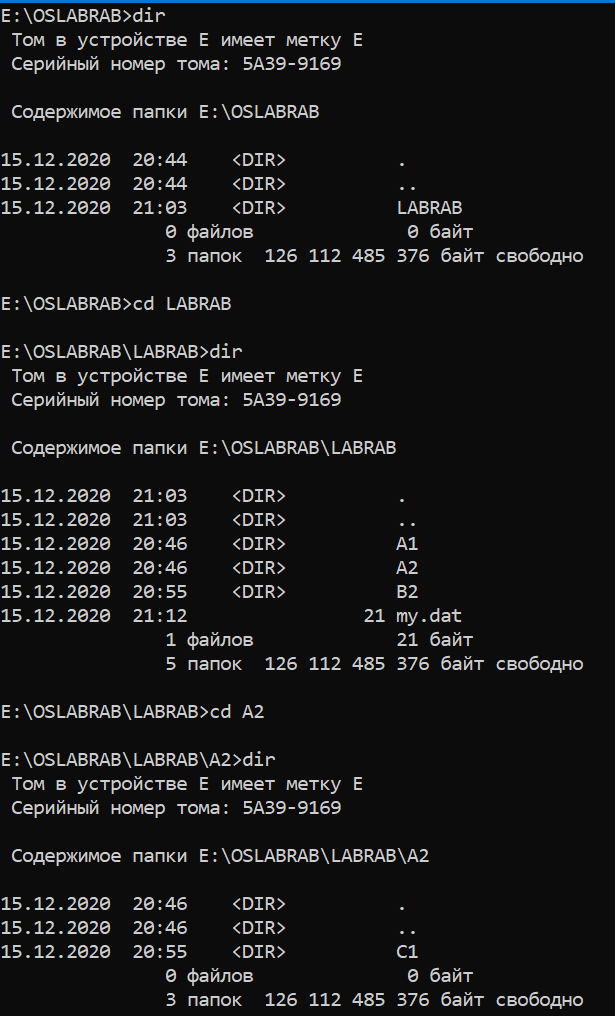 E:\OSLABRAB>dir
Том в устройстве E имеет метку E
Серийный номер тома: 5A39-9169
Содержимое папки E:\OSLABRAB
15.12.2020  20:44    <DIR>          .
15.12.2020  20:44    <DIR>          ..
15.12.2020  21:03    <DIR>          LABRAB
0 файлов              0 байт
3 папок  126 112 485 376 байт свободно
E:\OSLABRAB>cd LABRAB
E:\OSLABRAB\LABRAB>dir
Том в устройстве E имеет метку E
Серийный номер тома: 5A39-9169
Содержимое папки E:\OSLABRAB\LABRAB
15.12.2020  21:03    <DIR>          .
15.12.2020  21:03    <DIR>          ..
15.12.2020  20:46    <DIR>          A1
15.12.2020  20:46    <DIR>          A2
15.12.2020  20:55    <DIR>          B2
15.12.2020  21:12                21 my.dat
1 файлов             21 байт
5 папок  126 112 485 376 байт свободно
E:\OSLABRAB\LABRAB>cd A2
E:\OSLABRAB\LABRAB\A2>dir
Том в устройстве E имеет метку E
Серийный номер тома: 5A39-9169
Содержимое папки E:\OSLABRAB\LABRAB\A2
15.12.2020  20:46    <DIR>          .
15.12.2020  20:46    <DIR>          ..
15.12.2020  20:55    <DIR>          C1
0 файлов              0 байт
3 папок  126 112 485 376 байт свободно